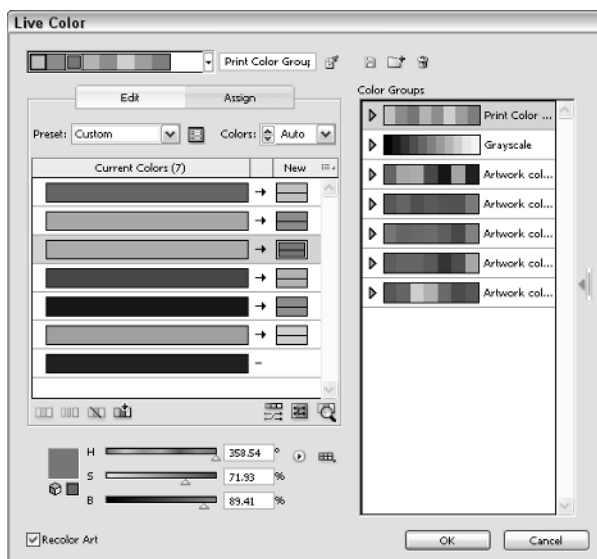 Live Color
Print Color Group
Color Groups
Edit Assign
Preset: Custom Colors: Auto
Current Colors (7) New
Print Color ...
Grayscale
Artwork col...
Artwork col...
Artwork col...
Artwork col...
Artwork col...
H 358.54 °
S 71.93 %
B 89.41 %
Recolor Art
OK Cancel